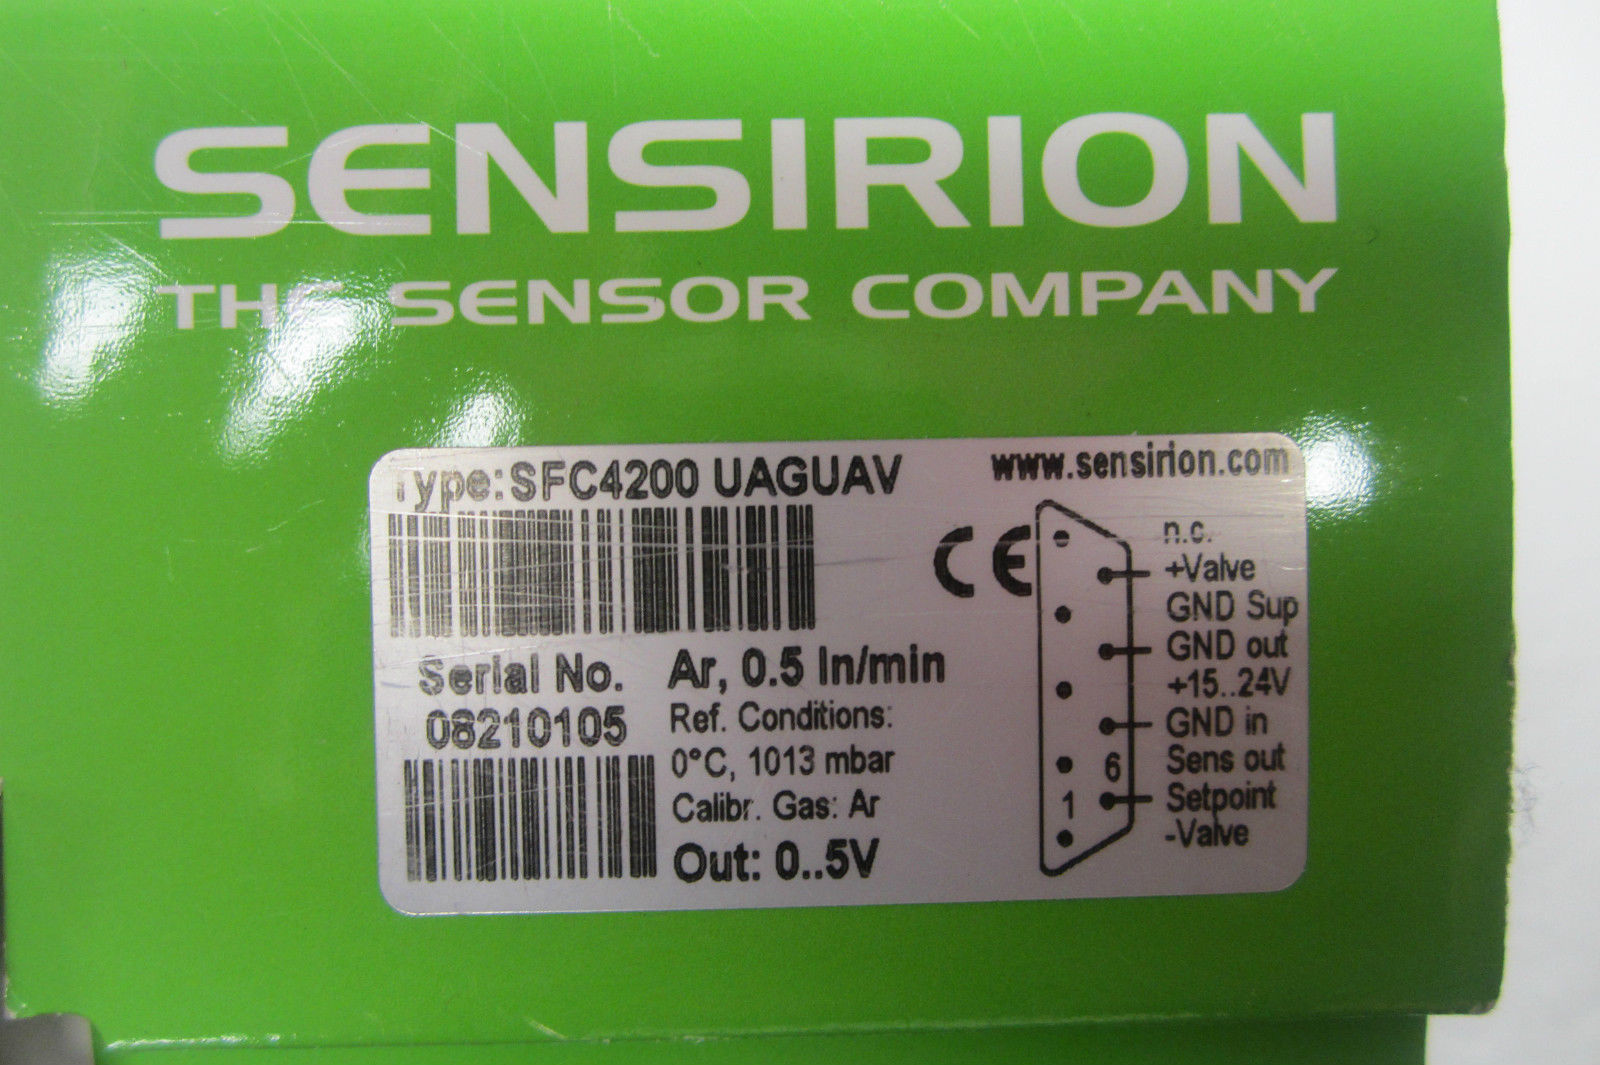 SENSIRION
THE SENSOR COMPANY
Type: SFC4200 UAGUAV
www.sensirion.com
CE
Serial No.
08210105
Ar, 0.5 ln/min
Ref. Conditions:
0°C, 1013 mbar
Calibr. Gas: Ar
Out: 0..5V
n.c.
+Valve
GND Sup
GND out
+15..24V
GND in
Sens out
Setpoint
-Valve
6
1